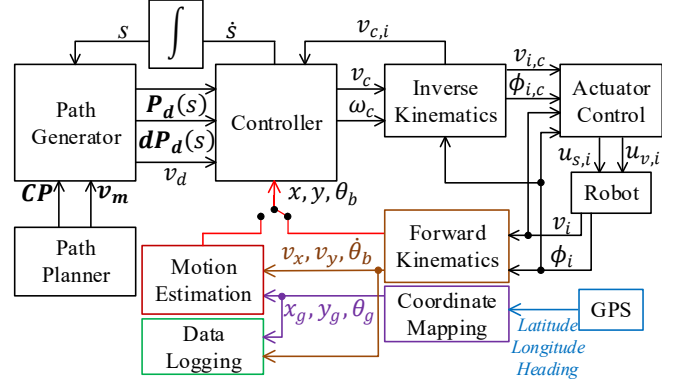 s
∫
ṡ
v_{c,i}
Path
Generator
P_d(s)
dP_d(s)
v_d
Controller
v_c
ω_c
Inverse
Kinematics
v_{i,c}
ϕ_{i,c}
Actuator
Control
u_{s,i}
u_{v,i}
CP
v_m
x, y, θ_b
Robot
Path
Planner
v_i
ϕ_i
Forward
Kinematics
v_x, v_y, θ̇_b
Motion
Estimation
x_g, y_g, θ_g
Coordinate
Mapping
GPS
Latitude
Longitude
Heading
Data
Logging